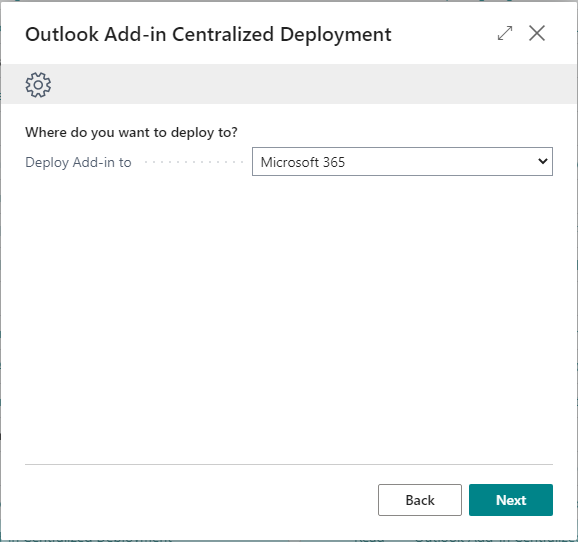 Outlook Add-in Centralized Deployment
Where do you want to deploy to?
Deploy Add-in to
Microsoft 365
Back
Next